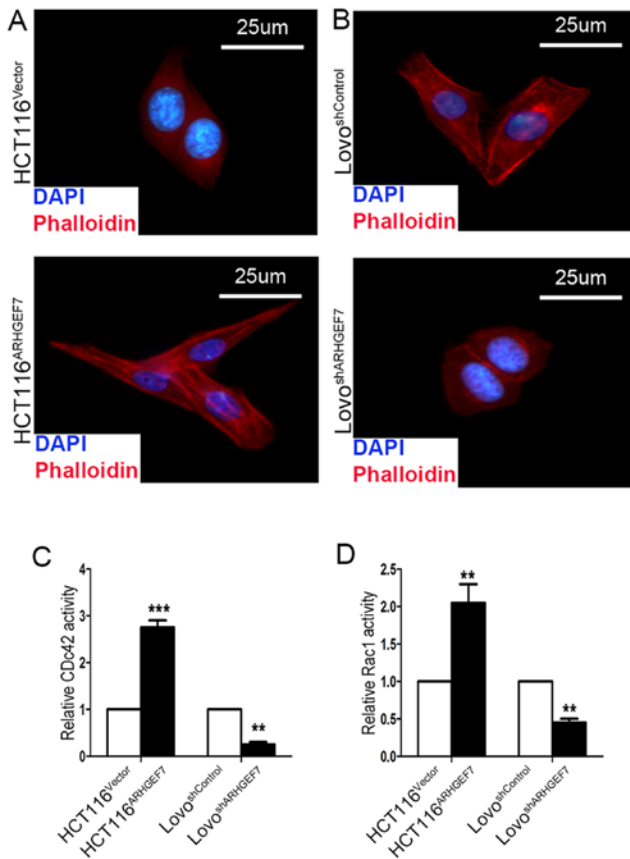 A
HCT116Vector
25um
DAPI
Phalloidin
B
LovoshControl
25um
DAPI
Phalloidin
HCT116ARHGEF7
25um
DAPI
Phalloidin
LovoshARHGEF7
25um
DAPI
Phalloidin
C
Relative CDc42 activity
4
3
2
1
0
***
**
HCT116Vector
HCT116ARHGEF7
LovoshControl
LovoshARHGEF7
D
Relative Rac1 activity
2.5
2.0
1.5
1.0
0.5
0.0
**
**
HCT116Vector
HCT116ARHGEF7
LovoshControl
LovoshARHGEF7